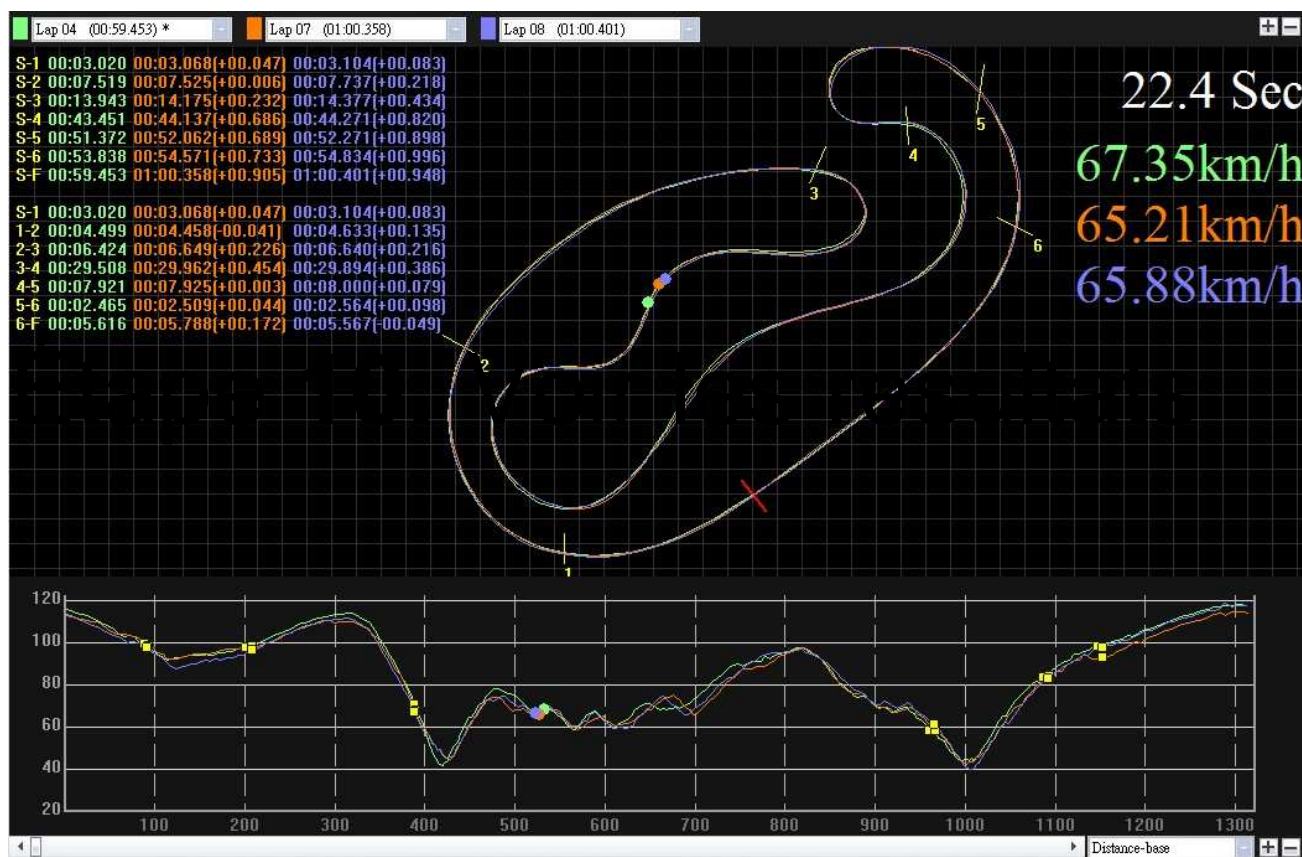 Lap 04 (00:59.453) * Lap 07 (01:00.358) Lap 08 (01:00.401)
S-1 00:03.020 00:03.068(+00.047) 00:03.104(+00.083)
S-2 00:07.519 00:07.525(+00.006) 00:07.737(+00.218)
S-3 00:13.943 00:14.175(+00.232) 00:14.377(+00.434)
S-4 00:43.451 00:44.137(+00.686) 00:44.271(+00.820)
S-5 00:51.372 00:52.062(+00.689) 00:52.271(+00.898)
S-6 00:53.838 00:54.571(+00.733) 00:54.834(+00.996)
S-F 00:59.453 01:00.358(+00.905) 01:00.401(+00.948)
S-1 00:03.020 00:03.068(+00.047) 00:03.104(+00.083)
1-2 00:04.499 00:04.458(-00.041) 00:04.633(+00.135)
2-3 00:06.424 00:06.649(+00.226) 00:06.640(+00.216)
3-4 00:29.508 00:29.962(+00.454) 00:29.894(+00.386)
4-5 00:07.921 00:07.925(+00.003) 00:08.000(+00.079)
5-6 00:02.465 00:02.509(+00.044) 00:02.564(+00.098)
6-F 00:05.616 00:05.788(+00.172) 00:05.567(-00.049)
22.4 Sec
67.35km/h
65.21km/h
65.88km/h
5
4
3
6
2
1
120
100
80
60
40
20
100 200 300 400 500 600 700 800 900 1000 1100 1200 1300
Distance-base